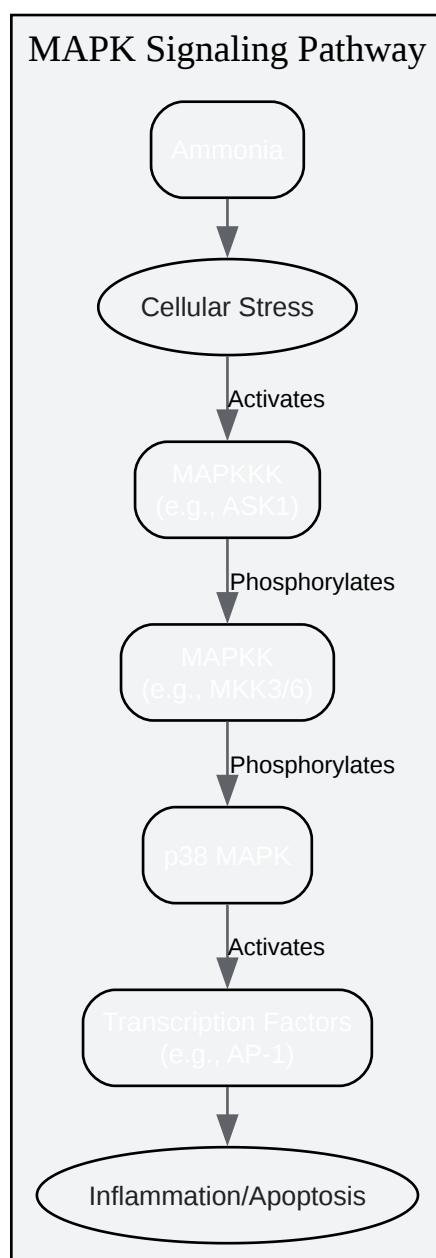 MAPK Signaling Pathway
Ammonia
Cellular Stress
Activates
MAPKKK
(e.g., ASK1)
Phosphorylates
MAPKK
(e.g., MKK3/6)
Phosphorylates
p38 MAPK
Activates
Transcription Factors
(e.g., AP-1)
Inflammation/Apoptosis